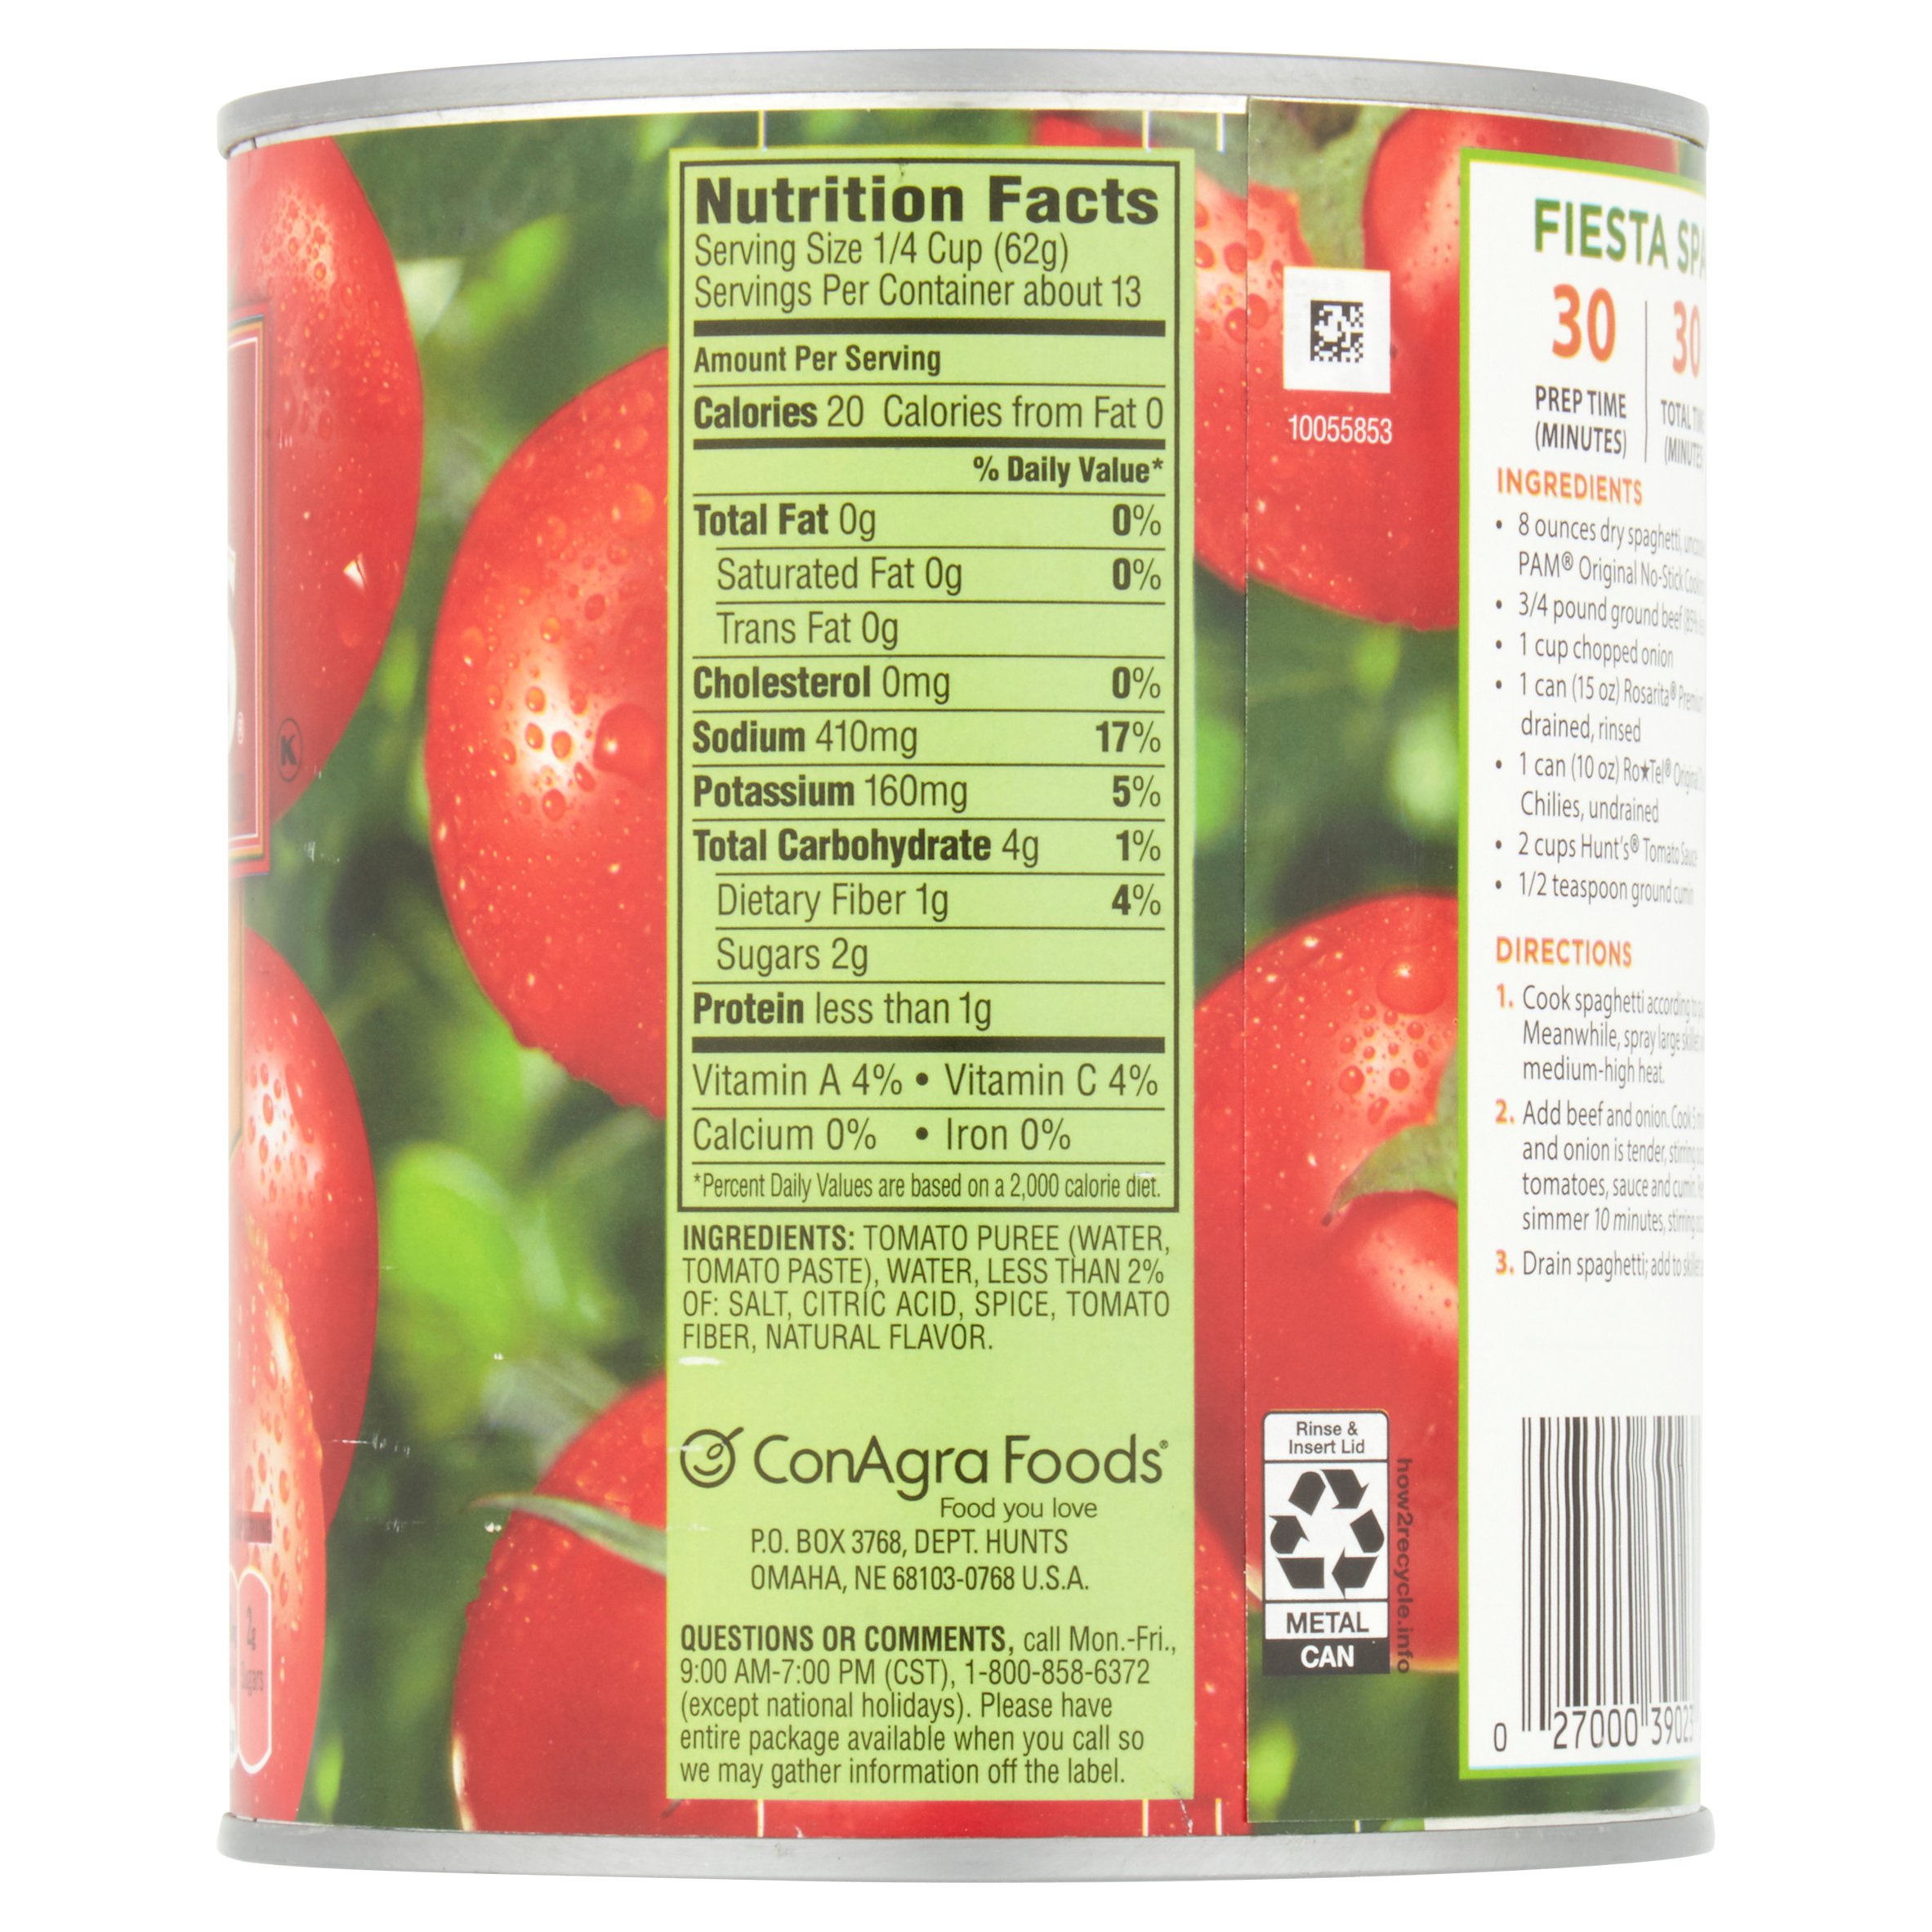 Nutrition Facts
Serving Size 1/4 Cup (62g)
Servings Per Container about 13
Amount Per Serving
Calories 20 Calories from Fat 0
% Daily Value*
Total Fat 0g 0%
Saturated Fat 0g 0%
Trans Fat 0g
Cholesterol 0mg 0%
Sodium 410mg 17%
Potassium 160mg 5%
Total Carbohydrate 4g 1%
Dietary Fiber 1g 4%
Sugars 2g
Protein less than 1g
Vitamin A 4% • Vitamin C 4%
Calcium 0% • Iron 0%
*Percent Daily Values are based on a 2,000 calorie diet.
INGREDIENTS: TOMATO PUREE (WATER,
TOMATO PASTE), WATER, LESS THAN 2%
OF: SALT, CITRIC ACID, SPICE, TOMATO
FIBER, NATURAL FLAVOR.
ConAgra Foods®
Food you love
P.O. BOX 3768, DEPT. HUNTS
OMAHA, NE 68103-0768 U.S.A.
QUESTIONS OR COMMENTS, call Mon.-Fri.,
9:00 AM-7:00 PM (CST), 1-800-858-6372
(except national holidays). Please have
entire package available when you call so
we may gather information off the label.
K
2g
10055853
Rinse &
Insert Lid
METAL
CAN
how2recycle.info
FIESTA
30 30
PREP TIME TOTAL
(MINUTES)
INGREDIENTS
• 8 ounces dry spaghetti,
PAM® Original No-Stick
• 3/4 pound ground beef
• 1 cup chopped onion
• 1 can (15 oz) Rosarita®
drained, rinsed
• 1 can (10 oz) Ro★Tel®
Chilies, undrained
• 2 cups Hunt's® Tomato Sauce
• 1/2 teaspoon ground cumin
DIRECTIONS
1. Cook spaghetti according
Meanwhile, spray large
medium-high heat.
2. Add beef and onion. Cook
and onion is tender,
tomatoes, sauce and cumin.
simmer 10 minutes,
3. Drain spaghetti; add to
0 27000 3902